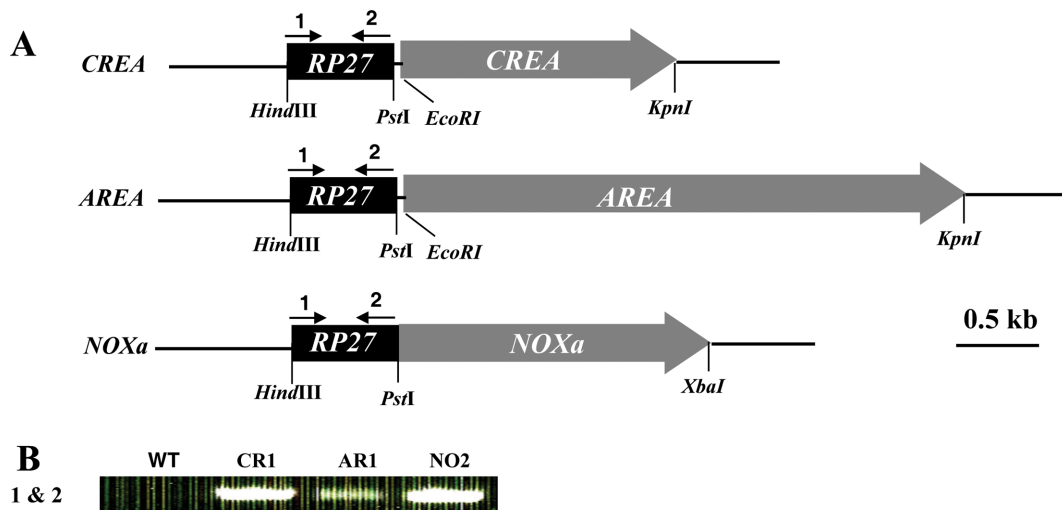 A
1 2
CREA RP27 CREA
HindIII PstI EcoRI KpnI
1 2
AREA RP27 AREA
HindIII PstI EcoRI KpnI
1 2
NOXa RP27 NOXa
0.5 kb
HindIII PstI XbaI
B
WT CR1 AR1 NO2
1 & 2